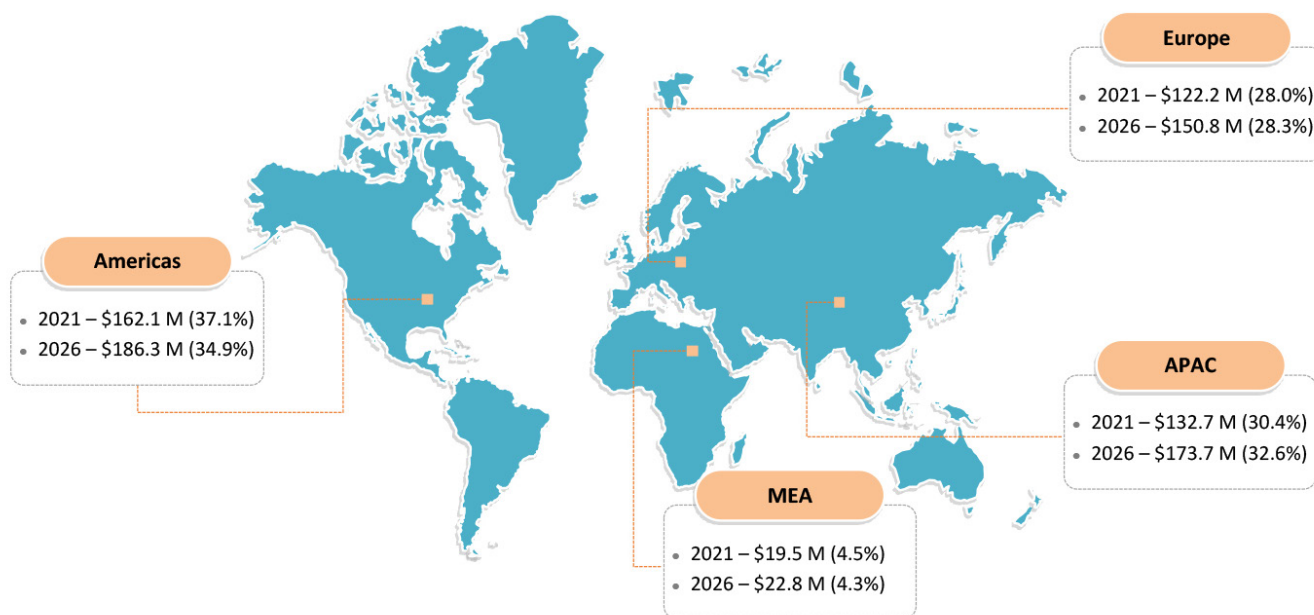 Europe
• 2021 – $122.2 M (28.0%)
• 2026 – $150.8 M (28.3%)
Americas
• 2021 – $162.1 M (37.1%)
• 2026 – $186.3 M (34.9%)
APAC
• 2021 – $132.7 M (30.4%)
• 2026 – $173.7 M (32.6%)
MEA
• 2021 – $19.5 M (4.5%)
• 2026 – $22.8 M (4.3%)